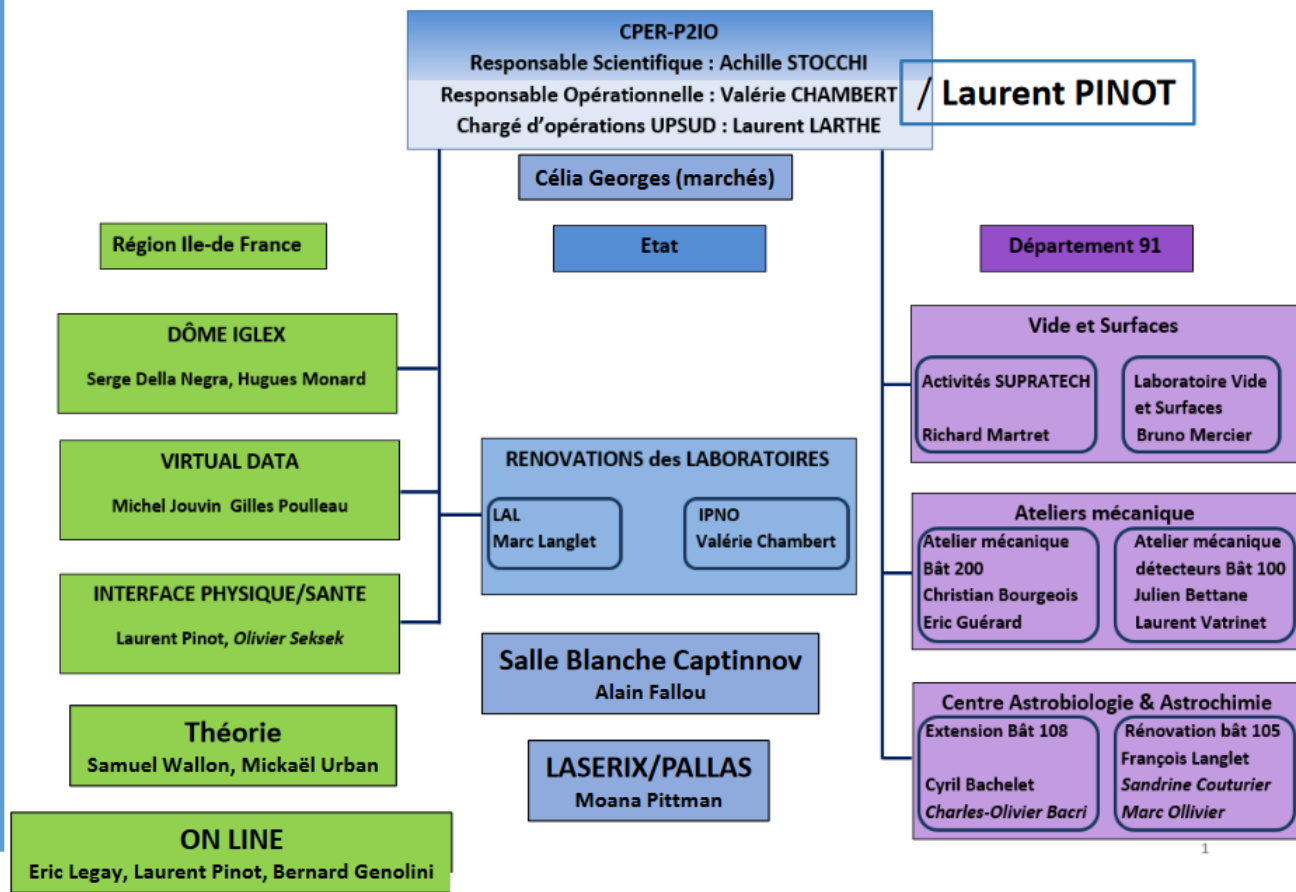 CPER-P2IO
Responsable Scientifique : Achille STOCCHI
Responsable Opérationnelle : Valérie CHAMBERT / Laurent PINOT
Chargé d'opérations UPSUD : Laurent LARTHE
Célia Georges (marchés)
Région Ile-de France
Etat
Département 91
DÔME IGLEX
Serge Della Negra, Hugues Monard
VIRTUAL DATA
Michel Jouvin Gilles Poulleau
INTERFACE PHYSIQUE/SANTE
Laurent Pinot, Olivier Seksek
Théorie
Samuel Wallon, Mickaël Urban
ON LINE
Eric Legay, Laurent Pinot, Bernard Genolini
RENOVATIONS des LABORATOIRES
LAL
Marc Langlet
IPNO
Valérie Chambert
Salle Blanche Captinnov
Alain Fallou
LASERIX/PALLAS
Moana Pittman
Vide et Surfaces
Activités SUPRATECH
Richard Martret
Laboratoire Vide
et Surfaces
Bruno Mercier
Ateliers mécanique
Atelier mécanique
Bât 200
Christian Bourgeois
Eric Guérard
Atelier mécanique
détecteurs Bât 100
Julien Bettane
Laurent Vatrinet
Centre Astrobiologie & Astrochimie
Extension Bât 108
Cyril Bachelet
Charles-Olivier Bacri
Rénovation bât 105
François Langlet
Sandrine Couturier
Marc Ollivier
1